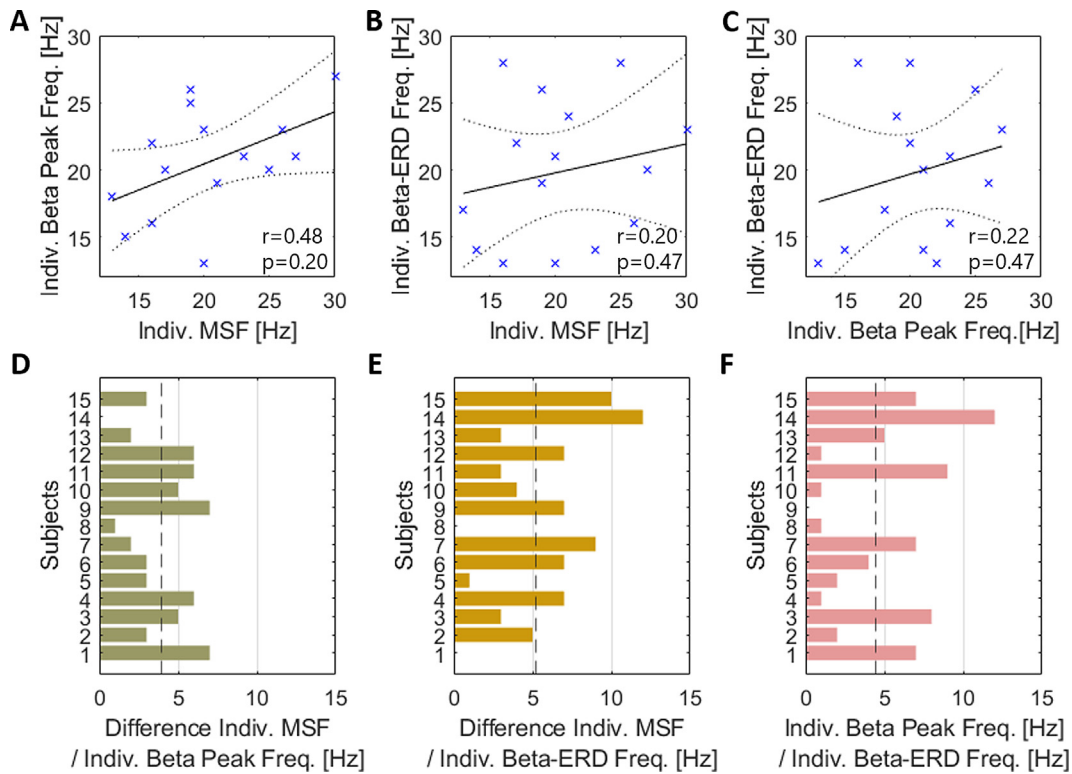 A
B
C
Indiv. Beta Peak Freq. [Hz]
30
25
20
15
r=0.48
p=0.20
15 20 25 30
Indiv. MSF [Hz]
Indiv. Beta-ERD Freq. [Hz]
30
25
20
15
r=0.20
p=0.47
15 20 25 30
Indiv. MSF [Hz]
Indiv. Beta-ERD Freq. [Hz]
30
25
20
15
r=0.22
p=0.47
15 20 25 30
Indiv. Beta Peak Freq.[Hz]
D
E
F
Subjects
15
14
13
12
11
10
9
8
7
6
5
4
3
2
1
0 5 10 15
Difference Indiv. MSF
/ Indiv. Beta Peak Freq. [Hz]
Subjects
15
14
13
12
11
10
9
8
7
6
5
4
3
2
1
0 5 10 15
Difference Indiv. MSF
/ Indiv. Beta-ERD Freq. [Hz]
Subjects
15
14
13
12
11
10
9
8
7
6
5
4
3
2
1
0 5 10 15
Indiv. Beta Peak Freq. [Hz]
/ Indiv. Beta-ERD Freq. [Hz]